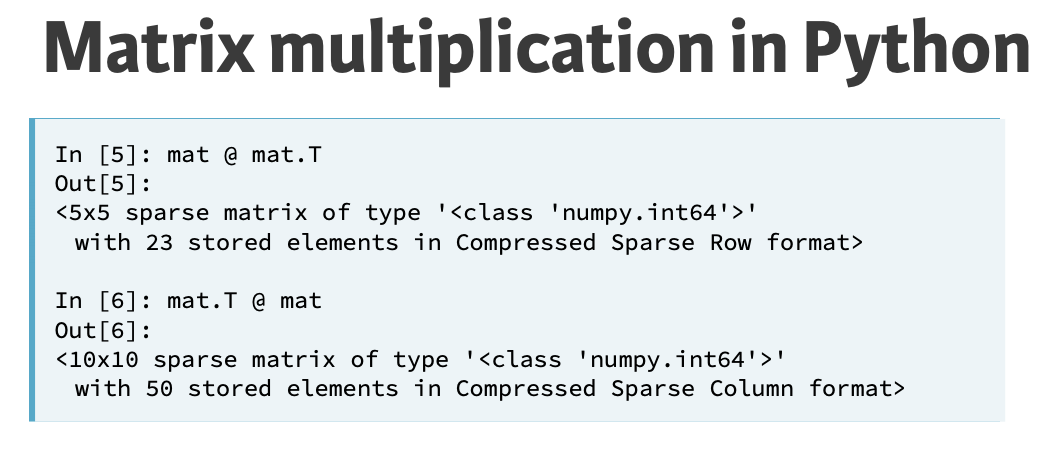 Matrix multiplication in Python
In [5]: mat @ mat.T
Out[5]:
<5x5 sparse matrix of type '<class 'numpy.int64'>'
 with 23 stored elements in Compressed Sparse Row format>
In [6]: mat.T @ mat
Out[6]:
<10x10 sparse matrix of type '<class 'numpy.int64'>'
 with 50 stored elements in Compressed Sparse Column format>